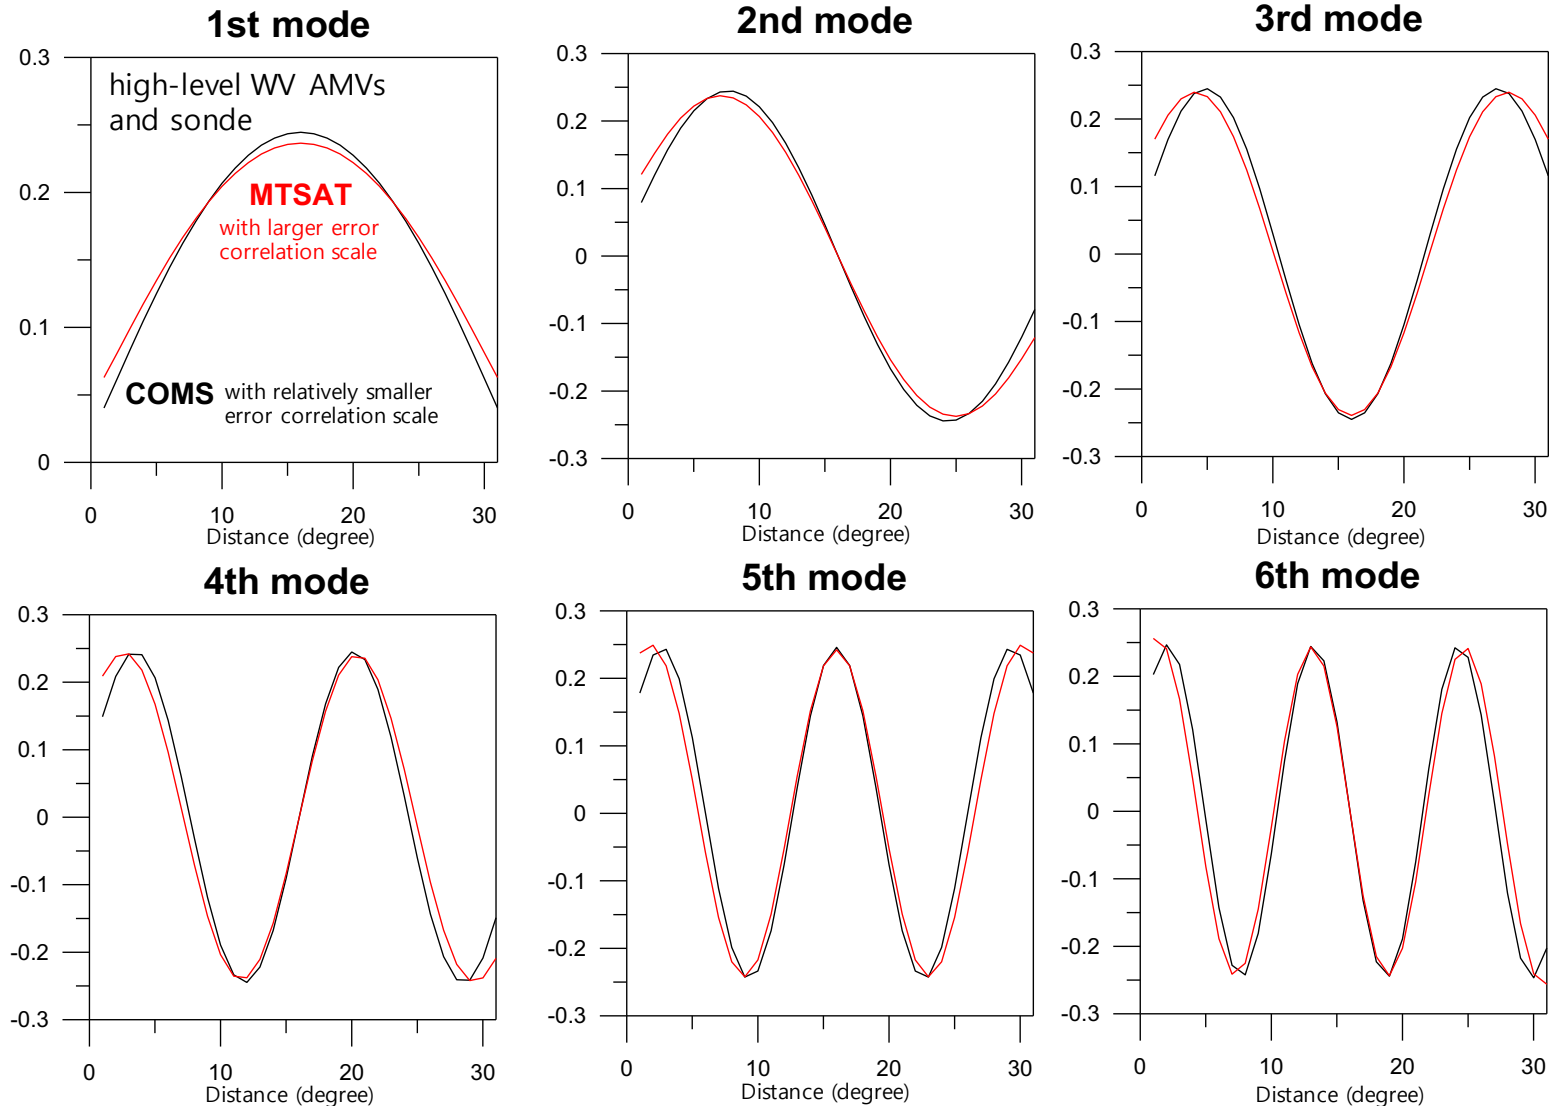 1st mode
0.3
0.2
0.1
0
high-level WV AMVs
and sonde
MTSAT
with larger error
correlation scale
COMS with relatively smaller
error correlation scale
0 10 20 30
Distance (degree)
2nd mode
0.3
0.2
0.1
0
-0.1
-0.2
-0.3
0 10 20 30
Distance (degree)
3rd mode
0.3
0.2
0.1
0
-0.1
-0.2
-0.3
0 10 20 30
Distance (degree)
4th mode
0.3
0.2
0.1
0
-0.1
-0.2
-0.3
0 10 20 30
Distance (degree)
5th mode
0.3
0.2
0.1
0
-0.1
-0.2
-0.3
0 10 20 30
Distance (degree)
6th mode
0.3
0.2
0.1
0
-0.1
-0.2
-0.3
0 10 20 30
Distance (degree)